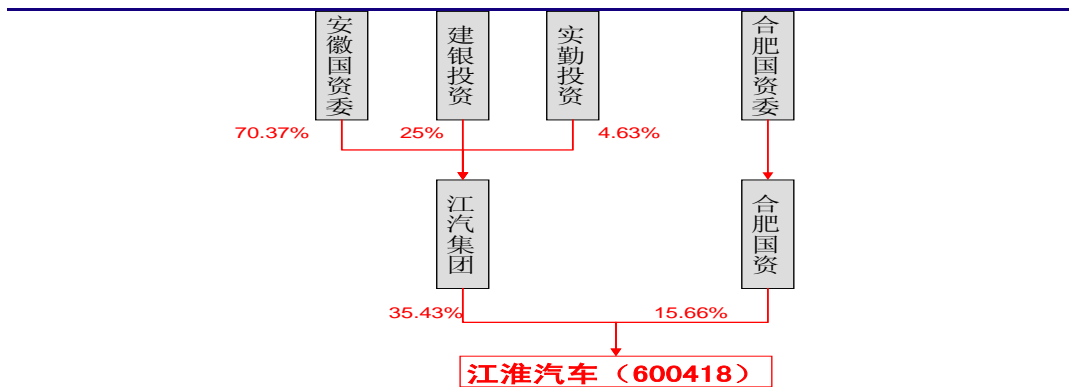 安徽国资委
建银投资
实勤投资
合肥国资委
70.37%
25%
4.63%
江汽集团
合肥国资
35.43%
15.66%
江淮汽车（600418）